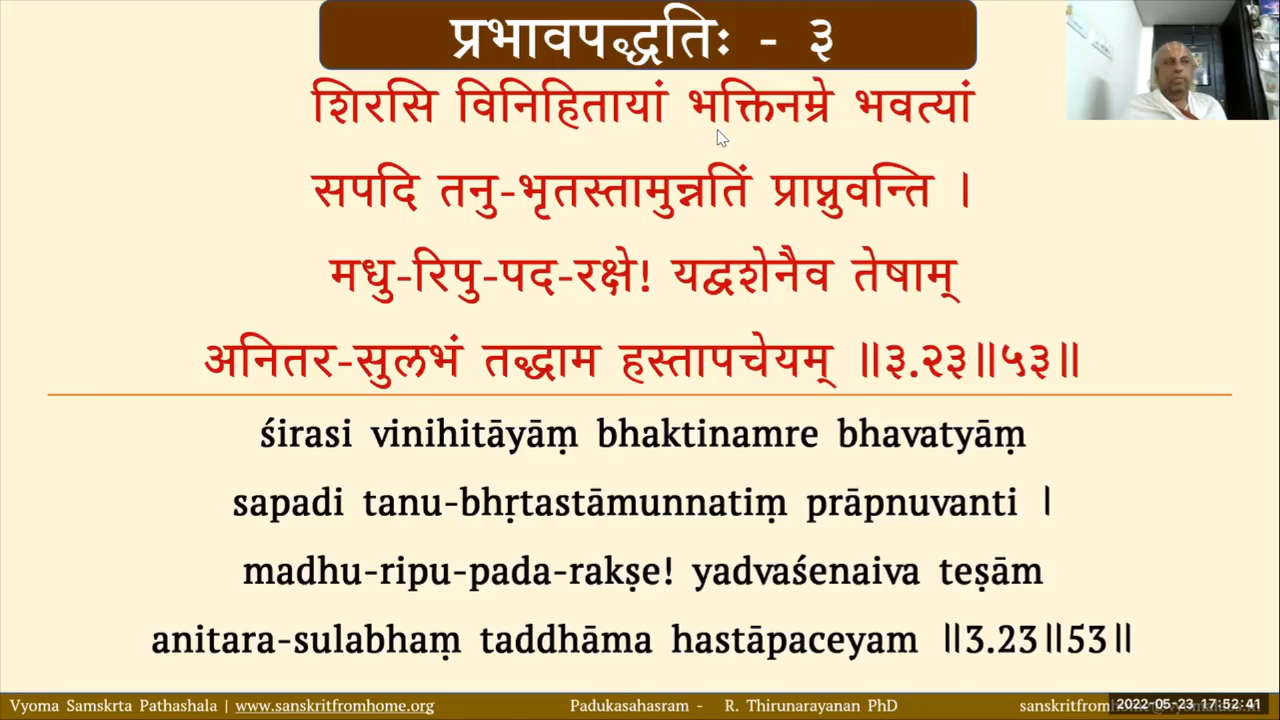 प्रभावपद्धतिः - ३
शिरसि विनिहितायां भक्तिनम्रे भवत्यां
सपदि तनु-भृतस्तामुन्नतिं प्राप्नुवन्ति ।
मधु-रिपु-पद-रक्षे! यद्वशेनैव तेषाम्
अनितर-सुलभं तद्धाम हस्तापचेयम् ॥३.२३॥५३॥
śirasi vinihitāyāṃ bhaktinamre bhavatyāṃ
sapadi tanu-bhṛtastāmunnatiṃ prāpnuvanti ।
madhu-ripu-pada-rakṣe! yadvaśenaiva teṣām
anitara-sulabhaṃ taddhāma hastāpaceyam ॥3.23॥53॥
Vyoma Samskrta Pathashala | www.sanskritfromhome.org Padukasahasram - R. Thirunarayanan PhD sanskritfrom 2022-05-23 17:52:41